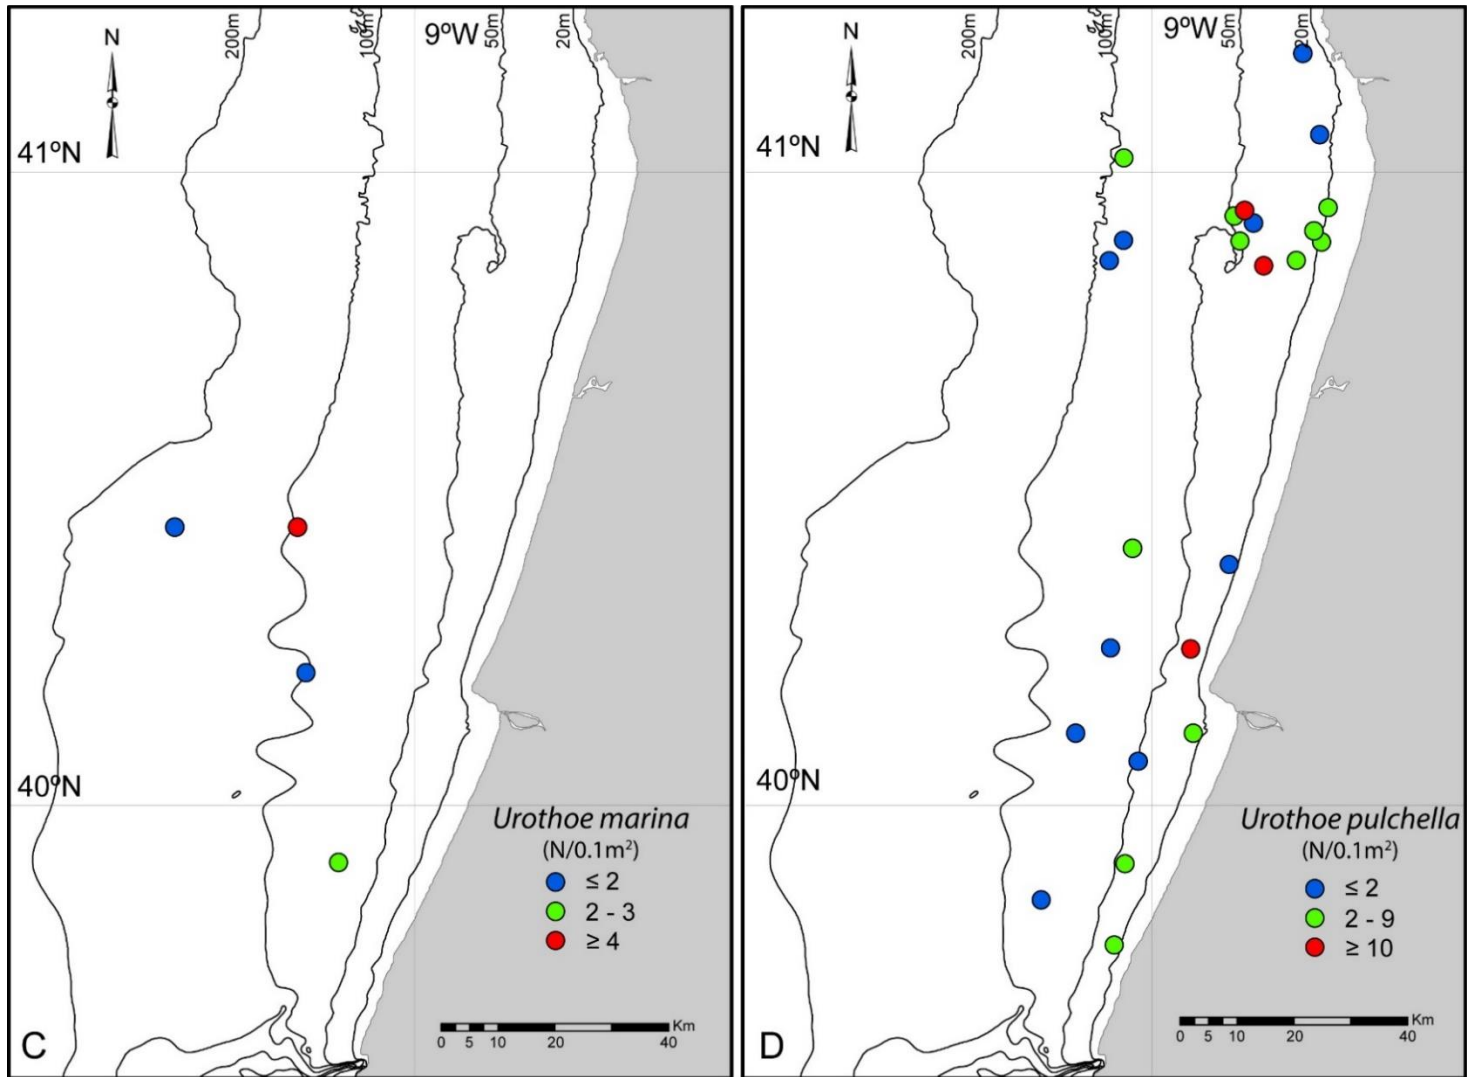 N
200m
100m
9ºW
50m
20m
41ºN
40ºN
Urothoe marina
(N/0.1m²)
≤ 2
2 - 3
≥ 4
Km
0 5 10 20 40
C
N
200m
100m
9ºW
50m
20m
41ºN
40ºN
Urothoe pulchella
(N/0.1m²)
≤ 2
2 - 9
≥ 10
Km
0 5 10 20 40
D